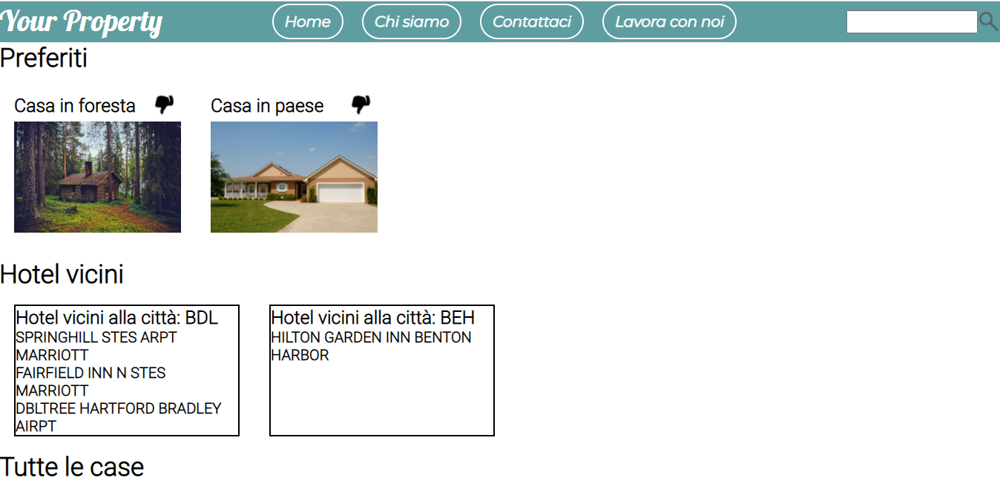 Your Property
Home
Chi siamo
Contattaci
Lavora con noi
Preferiti
Casa in foresta
Casa in paese
Hotel vicini
Hotel vicini alla città: BDL
SPRINGHILL STES ARPT
MARRIOTT
FAIRFIELD INN N STES
MARRIOTT
DBLTREE HARTFORD BRADLEY
AIRPT
Hotel vicini alla città: BEH
HILTON GARDEN INN BENTON
HARBOR
Tutte le case